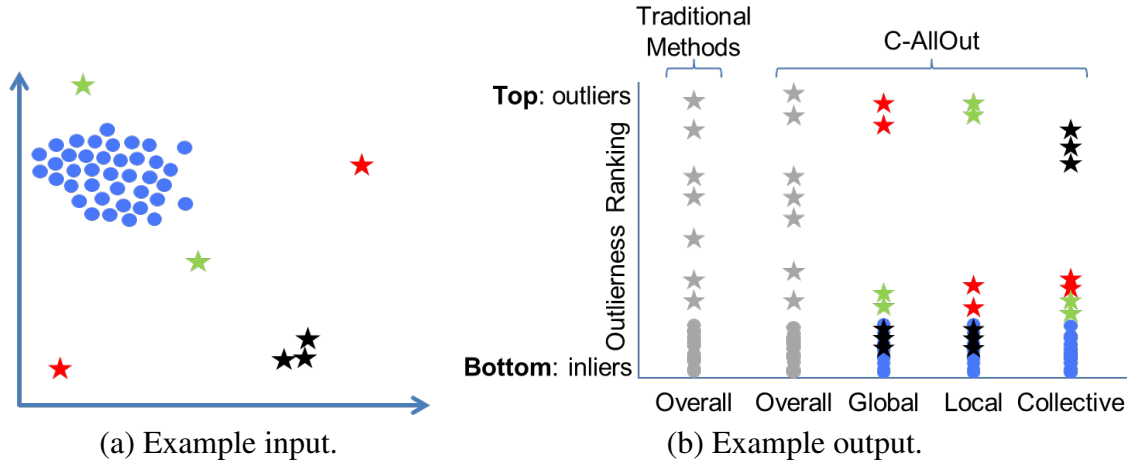 Traditional
Methods
C-AllOut
Top: outliers
Outlierness Ranking
Bottom: inliers
Overall Overall Global Local Collective
(a) Example input.
(b) Example output.